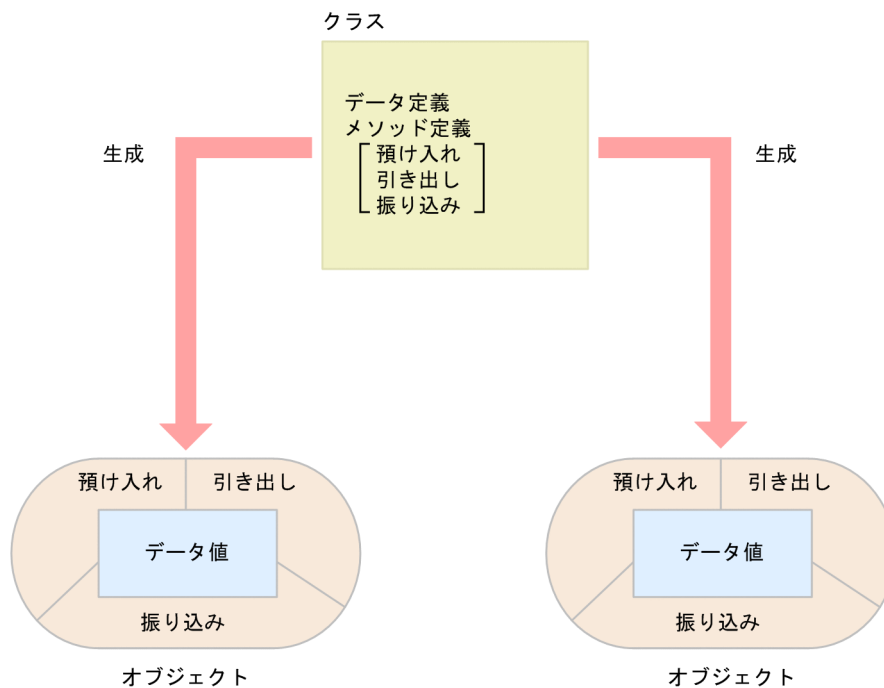 クラス
データ定義
メソッド定義
預け入れ
引き出し
振り込み
生成
生成
預け入れ
引き出し
データ値
振り込み
オブジェクト
預け入れ
引き出し
データ値
振り込み
オブジェクト